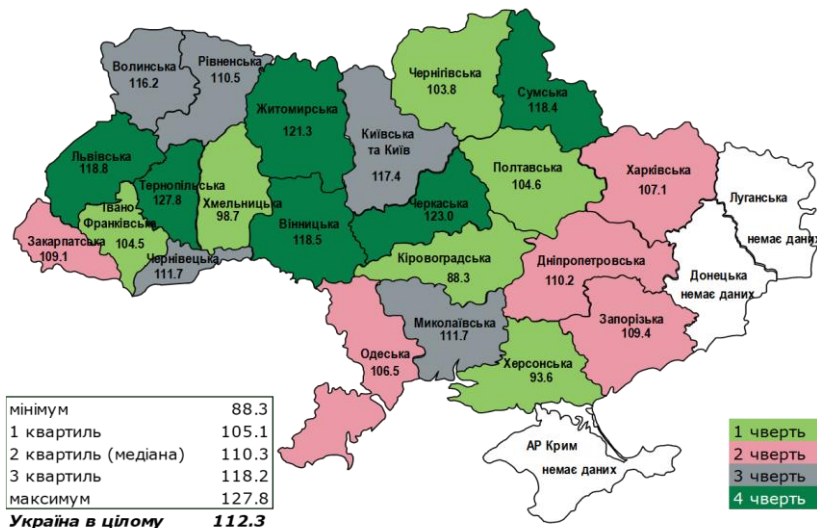 Волинська
116.2
Рівненська
110.5
Житомирська
121.3
Київська
та Київ
117.4
Чернігівська
103.8
Сумська
118.4
Львівська
118.8
Тернопільська
127.8
Хмельницька
98.7
Івано
Франківська
104.5
Закарпатська
109.1
Чернівецька
111.7
Вінницька
118.5
Черкаська
123.0
Полтавська
104.6
Харківська
107.1
Луганська
немає даних
Донецька
немає даних
Кіровоградська
88.3
Дніпропетровська
110.2
Запорізька
109.4
Миколаївська
111.7
Одеська
106.5
Херсонська
93.6
АР Крим
немає даних
мінімум 88.3
1 квартиль 105.1
2 квартиль (медіана) 110.3
3 квартиль 118.2
максимум 127.8
Україна в цілому 112.3
1 чверть
2 чверть
3 чверть
4 чверть